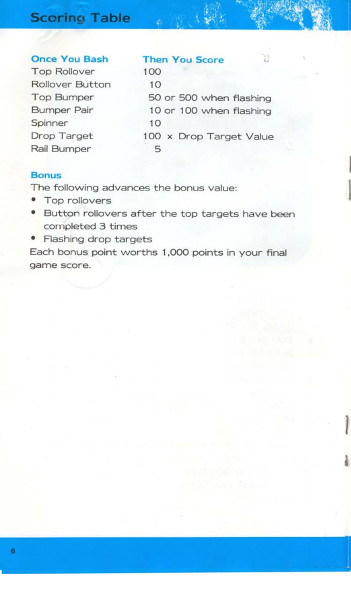 Scoring Table
Once You Bash Then You Score
Top Rollover 100
Rollover Button 10
Top Bumper 50 or 500 when flashing
Bumper Pair 10 or 100 when flashing
Spinner 10
Drop Target 100 x Drop Target Value
Rail Bumper 5
Bonus
The following advances the bonus value:
• Top rollovers
• Button rollovers after the top targets have been
completed 3 times
• Flashing drop targets
Each bonus point worths 1,000 points in your final
game score.